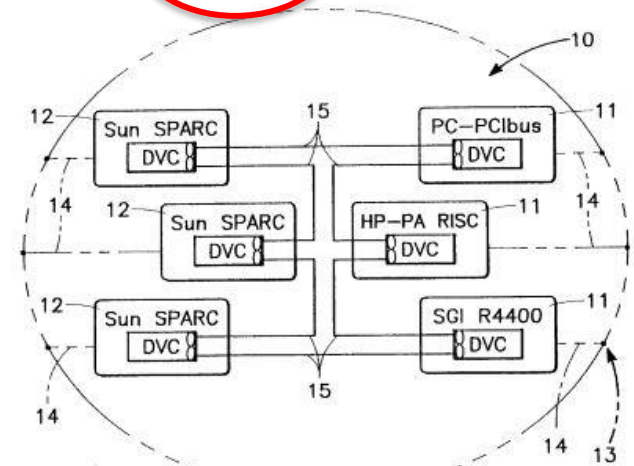 10
12 15 11
Sun SPARC PC-PCIbus
DVC DVC
14 12 11 14
Sun SPARC HP-PA RISC
DVC DVC
12 11
Sun SPARC SGI R4400
DVC DVC
14 15 14 13